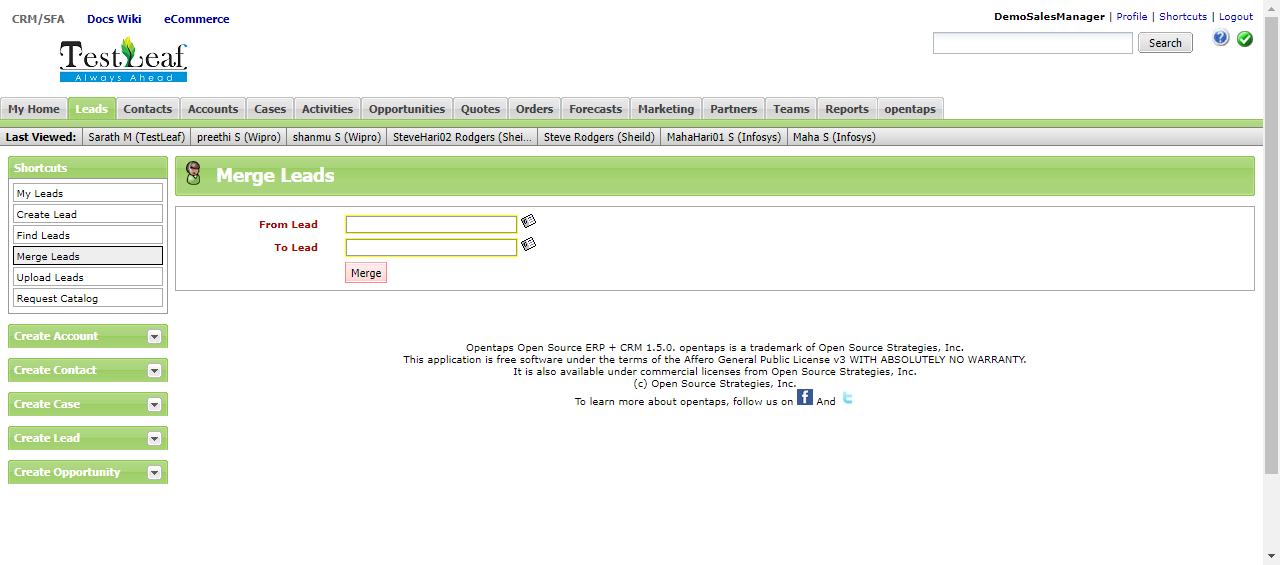 CRM/SFA Docs Wiki eCommerce
DemoSalesManager | Profile | Shortcuts | Logout
Search
TestLeaf
Always Ahead
My Home Leads Contacts Accounts Cases Activities Opportunities Quotes Orders Forecasts Marketing Partners Teams Reports opentaps
Last Viewed: Sarath M (TestLeaf) preethi S (Wipro) shanmu S (Wipro) SteveHari02 Rodgers (Shei... Steve Rodgers (Sheild) MahaHari01 S (Infosys) Maha S (Infosys)
Shortcuts
My Leads
Create Lead
Find Leads
Merge Leads
Upload Leads
Request Catalog
Create Account
Create Contact
Create Case
Create Lead
Create Opportunity
Merge Leads
From Lead
To Lead
Merge
Opentaps Open Source ERP + CRM 1.5.0. opentaps is a trademark of Open Source Strategies, Inc.
This application is free software under the terms of the Affero General Public License v3 WITH ABSOLUTELY NO WARRANTY.
It is also available under commercial licenses from Open Source Strategies, Inc.
(c) Open Source Strategies, Inc.
To learn more about opentaps, follow us on f And t